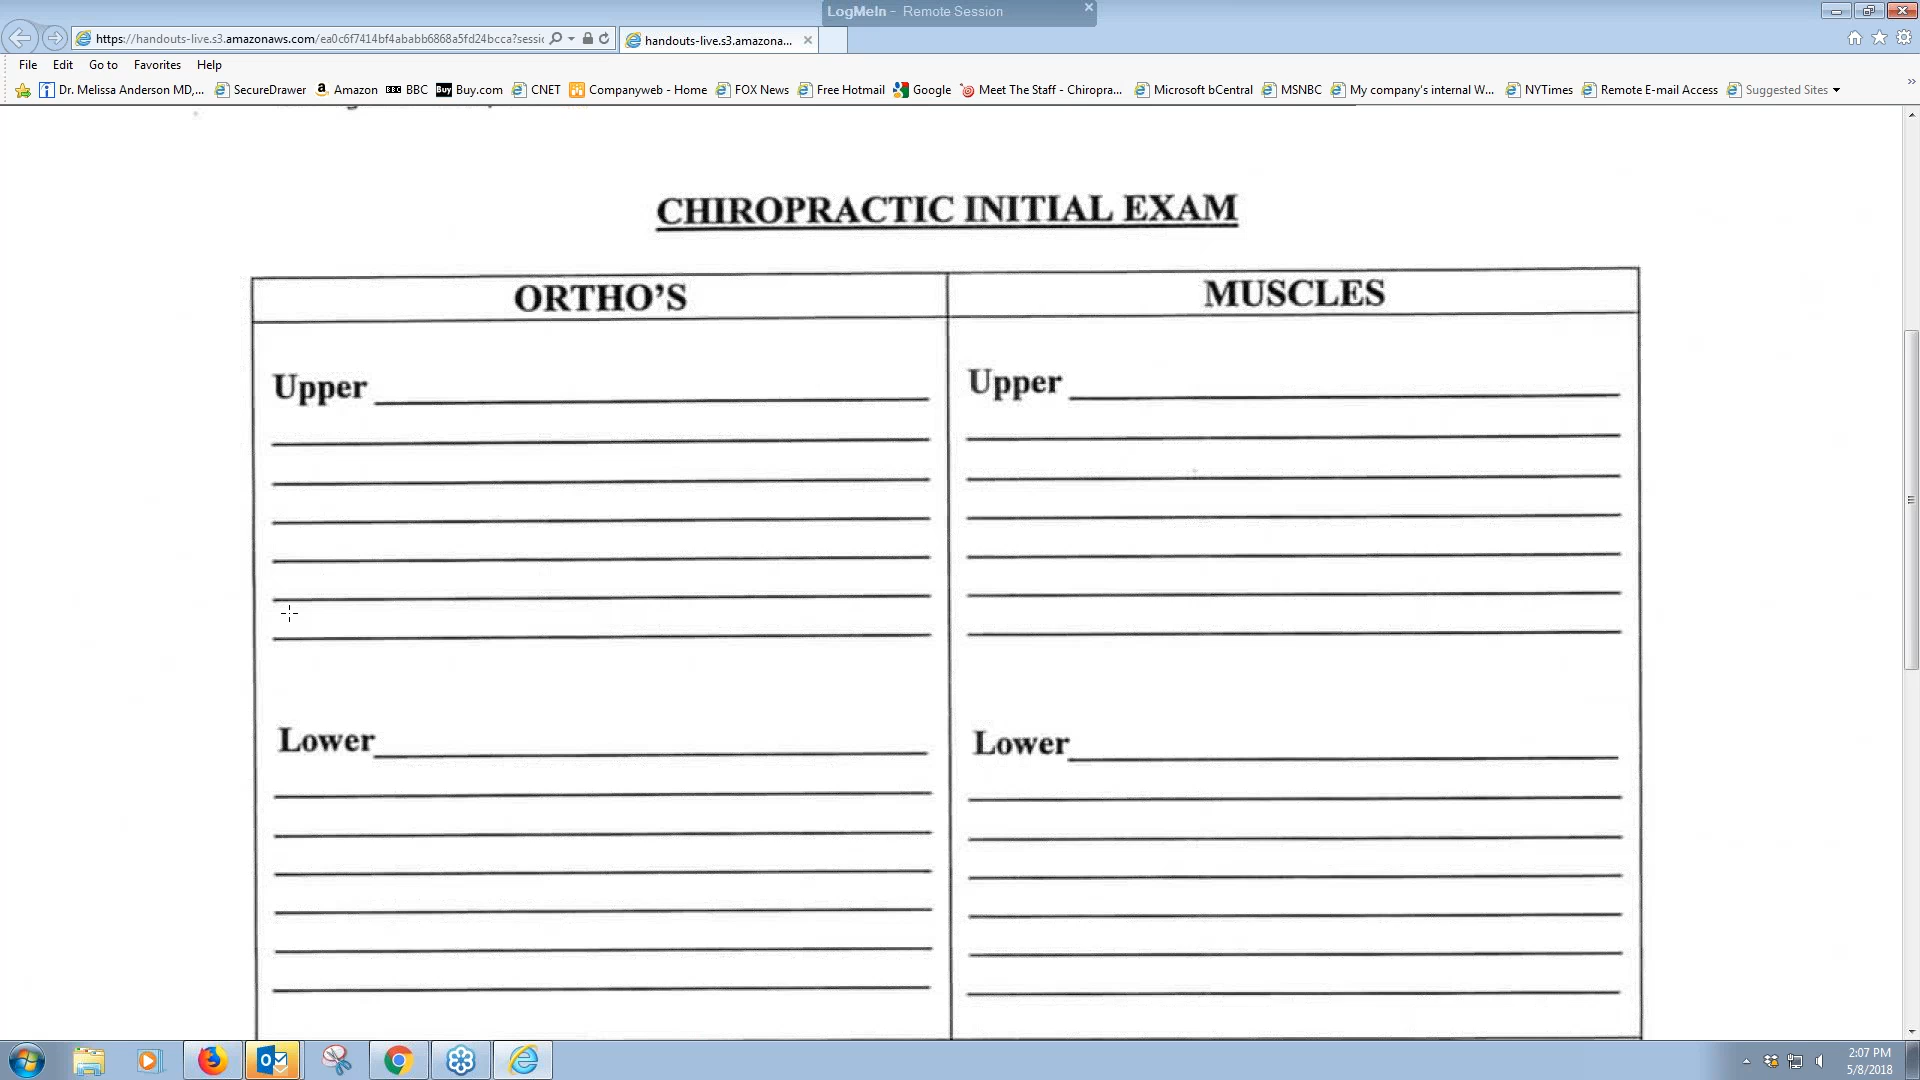 LogMeIn - Remote Session
https://handouts-live.s3.amazonaws.com/ea0c6f7414bf4ababb6868a5fd24bcca?sessic
handouts-live.s3.amazona...
File Edit Go to Favorites Help
Dr. Melissa Anderson MD,... SecureDrawer Amazon BBC Buy.com CNET Companyweb - Home FOX News Free Hotmail Google Meet The Staff - Chiropra... Microsoft bCentral MSNBC My company's internal W... NYTimes Remote E-mail Access Suggested Sites
CHIROPRACTIC INITIAL EXAM
ORTHO'S MUSCLES
Upper Upper
Lower Lower
2:07 PM
5/8/2018